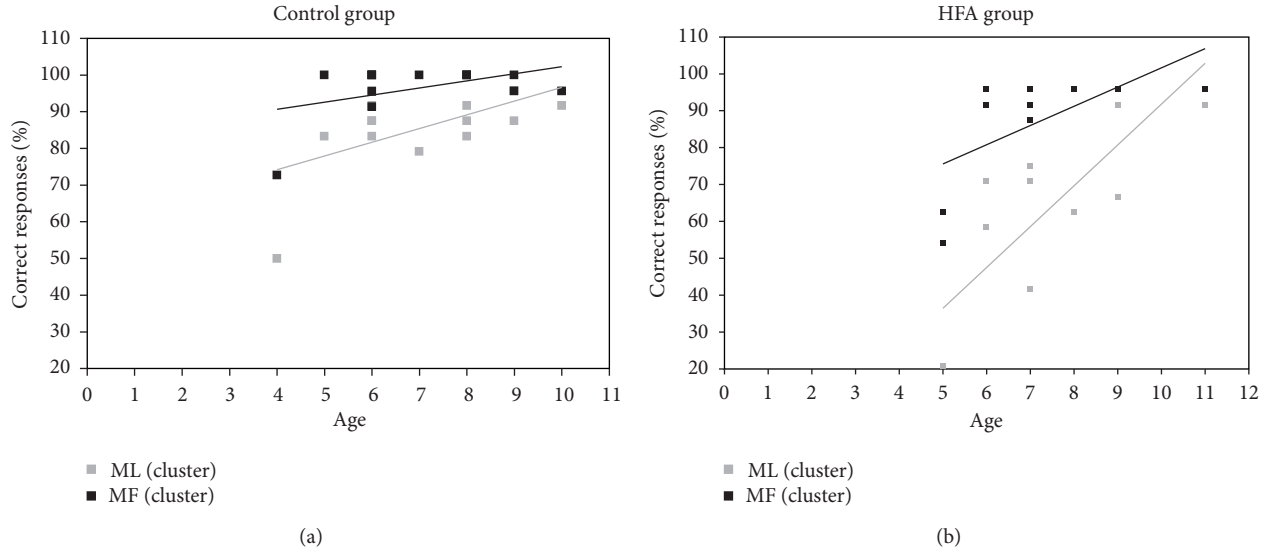 Control group
110
100
90
80
70
60
50
40
30
20
Correct responses (%)
0 1 2 3 4 5 6 7 8 9 10 11
Age
ML (cluster)
MF (cluster)
(a)
HFA group
110
100
90
80
70
60
50
40
30
20
Correct responses (%)
0 1 2 3 4 5 6 7 8 9 10 11 12
Age
ML (cluster)
MF (cluster)
(b)